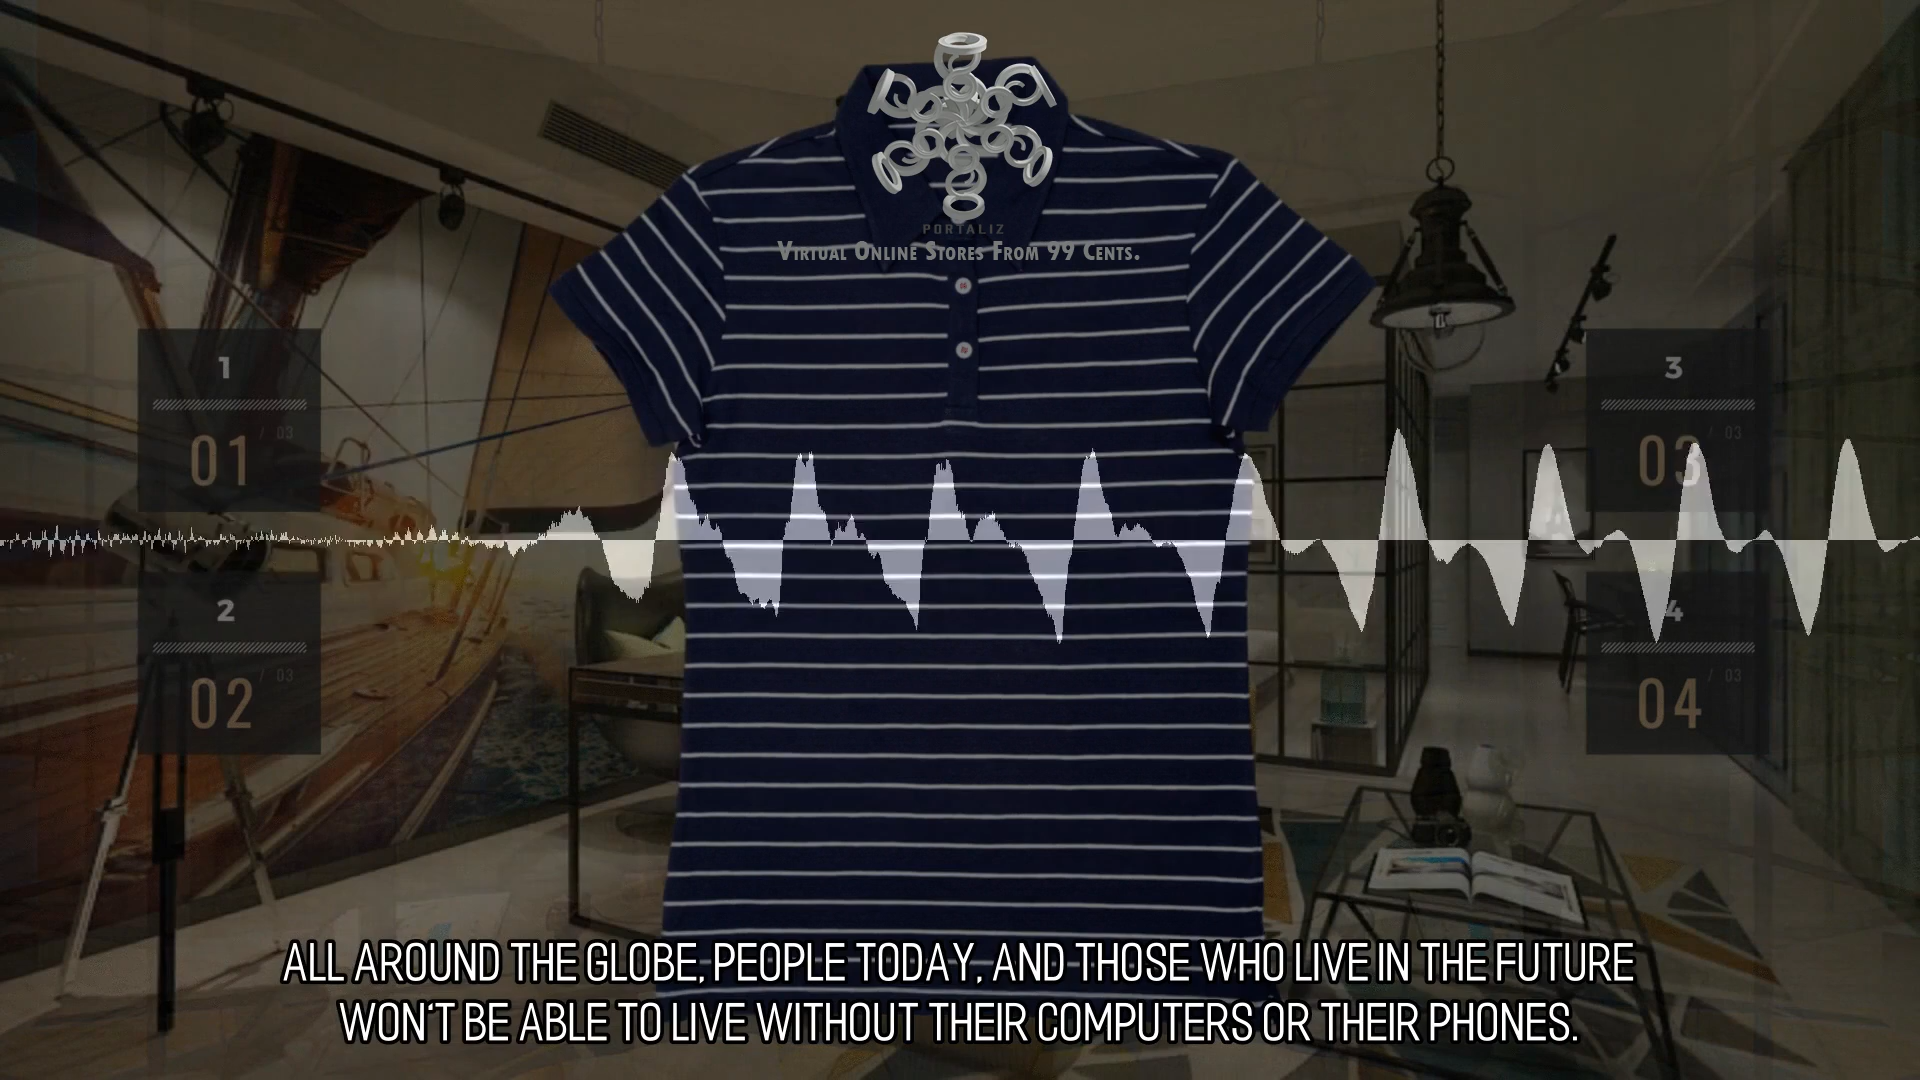 PORTALIZ
VIRTUAL ONLINE STORES FROM 99 CENTS.
1
01 / 03
2
02 / 03
3
03 / 03
4
04 / 03
ALL AROUND THE GLOBE, PEOPLE TODAY, AND THOSE WHO LIVE IN THE FUTURE
WON'T BE ABLE TO LIVE WITHOUT THEIR COMPUTERS OR THEIR PHONES.